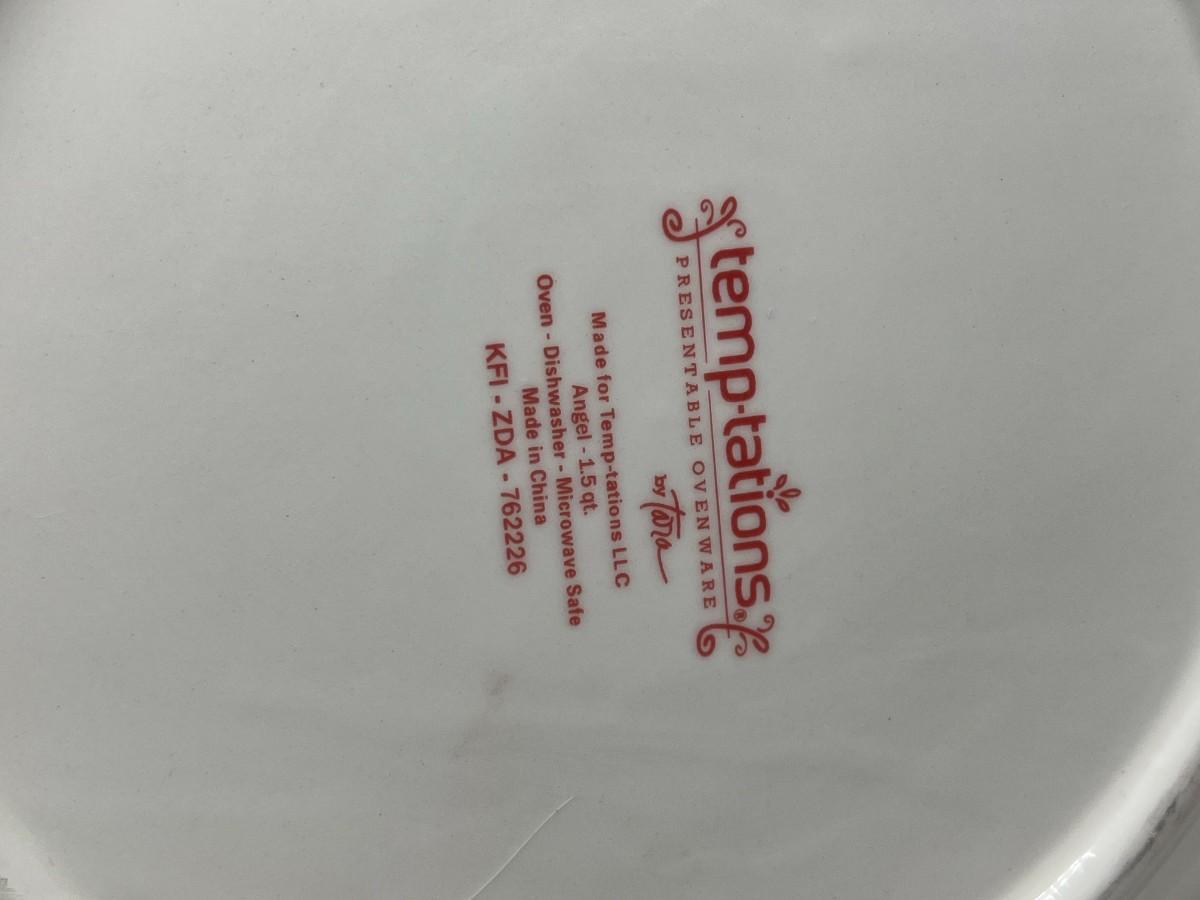 temp-tations®
PRESENTABLE OVENWARE
by Tara
Made for Temp-tations LLC
Angel - 1.5 qt.
Oven - Dishwasher - Microwave Safe
Made in China
KFI - ZDA - 762226